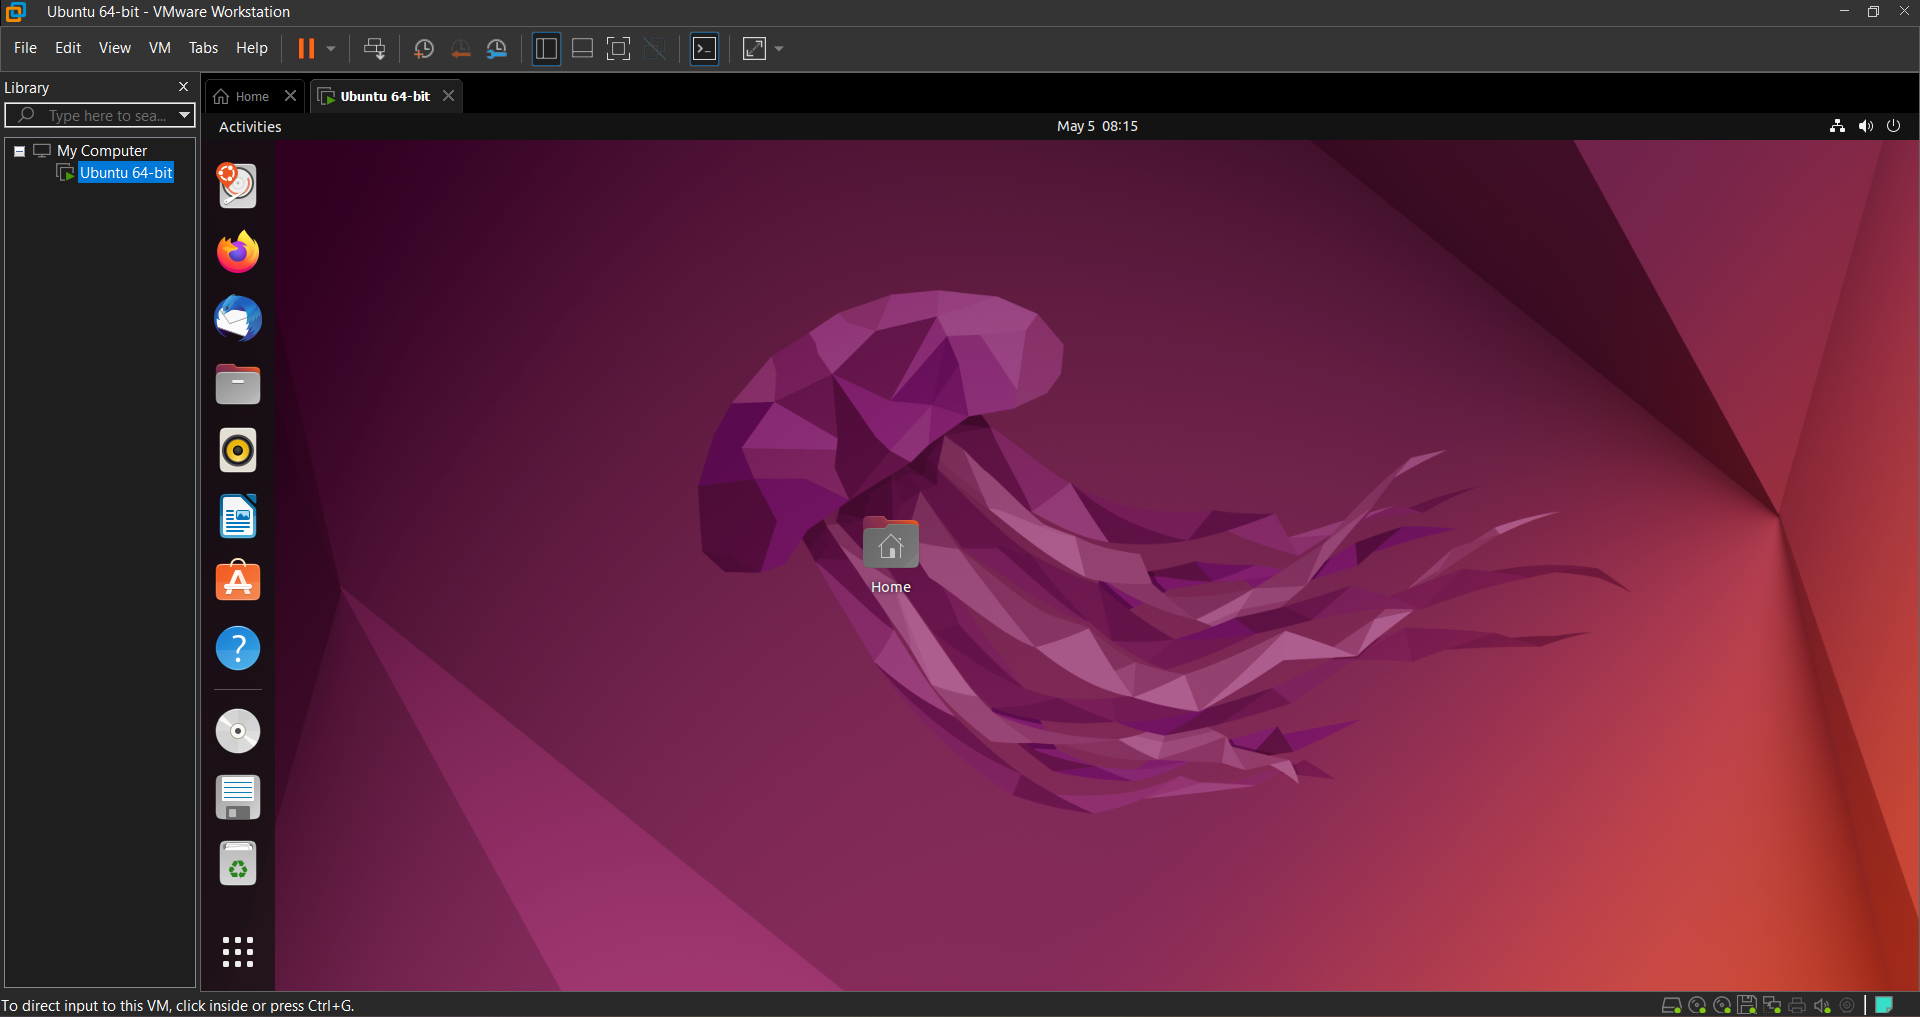 Ubuntu 64-bit - VMware Workstation
File Edit View VM Tabs Help
Library
Type here to sea...
My Computer
Ubuntu 64-bit
Home
Ubuntu 64-bit
Activities
May 5 08:15
Home
To direct input to this VM, click inside or press Ctrl+G.